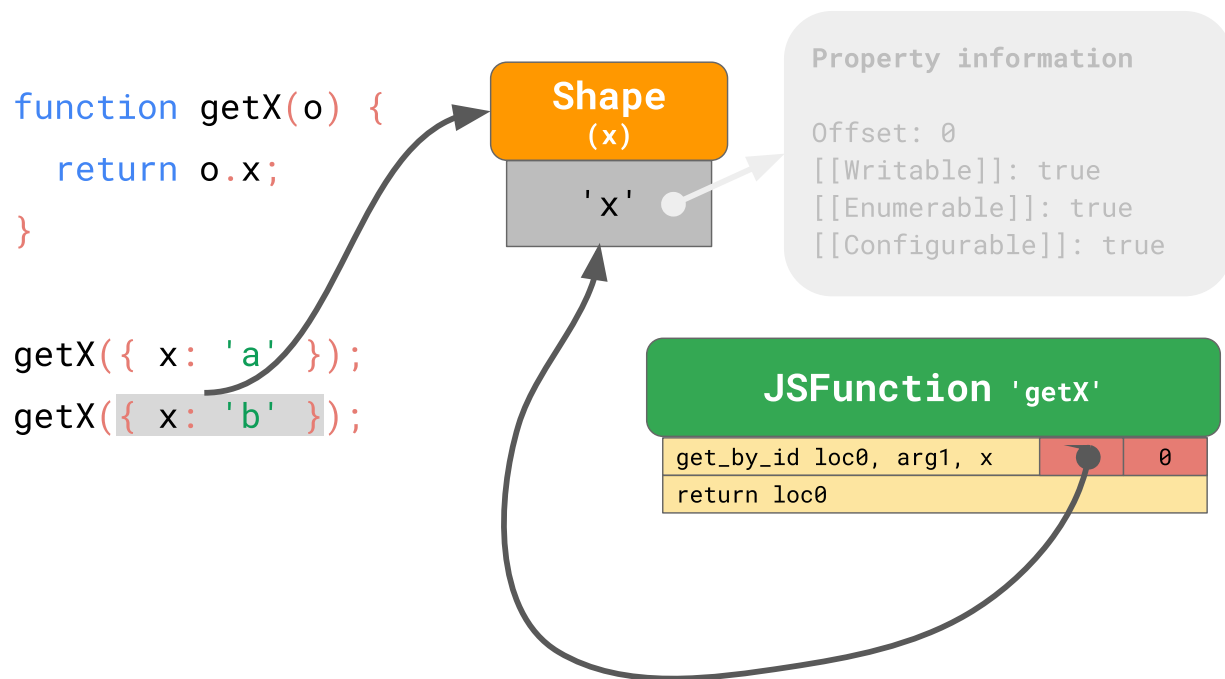 function getX(o) {
  return o.x;
}
getX({ x: 'a' });
getX({ x: 'b' });
Shape
(x)
'x'
Property information
Offset: 0
[[Writable]]: true
[[Enumerable]]: true
[[Configurable]]: true
JSFunction 'getX'
get_by_id loc0, arg1, x
0
return loc0